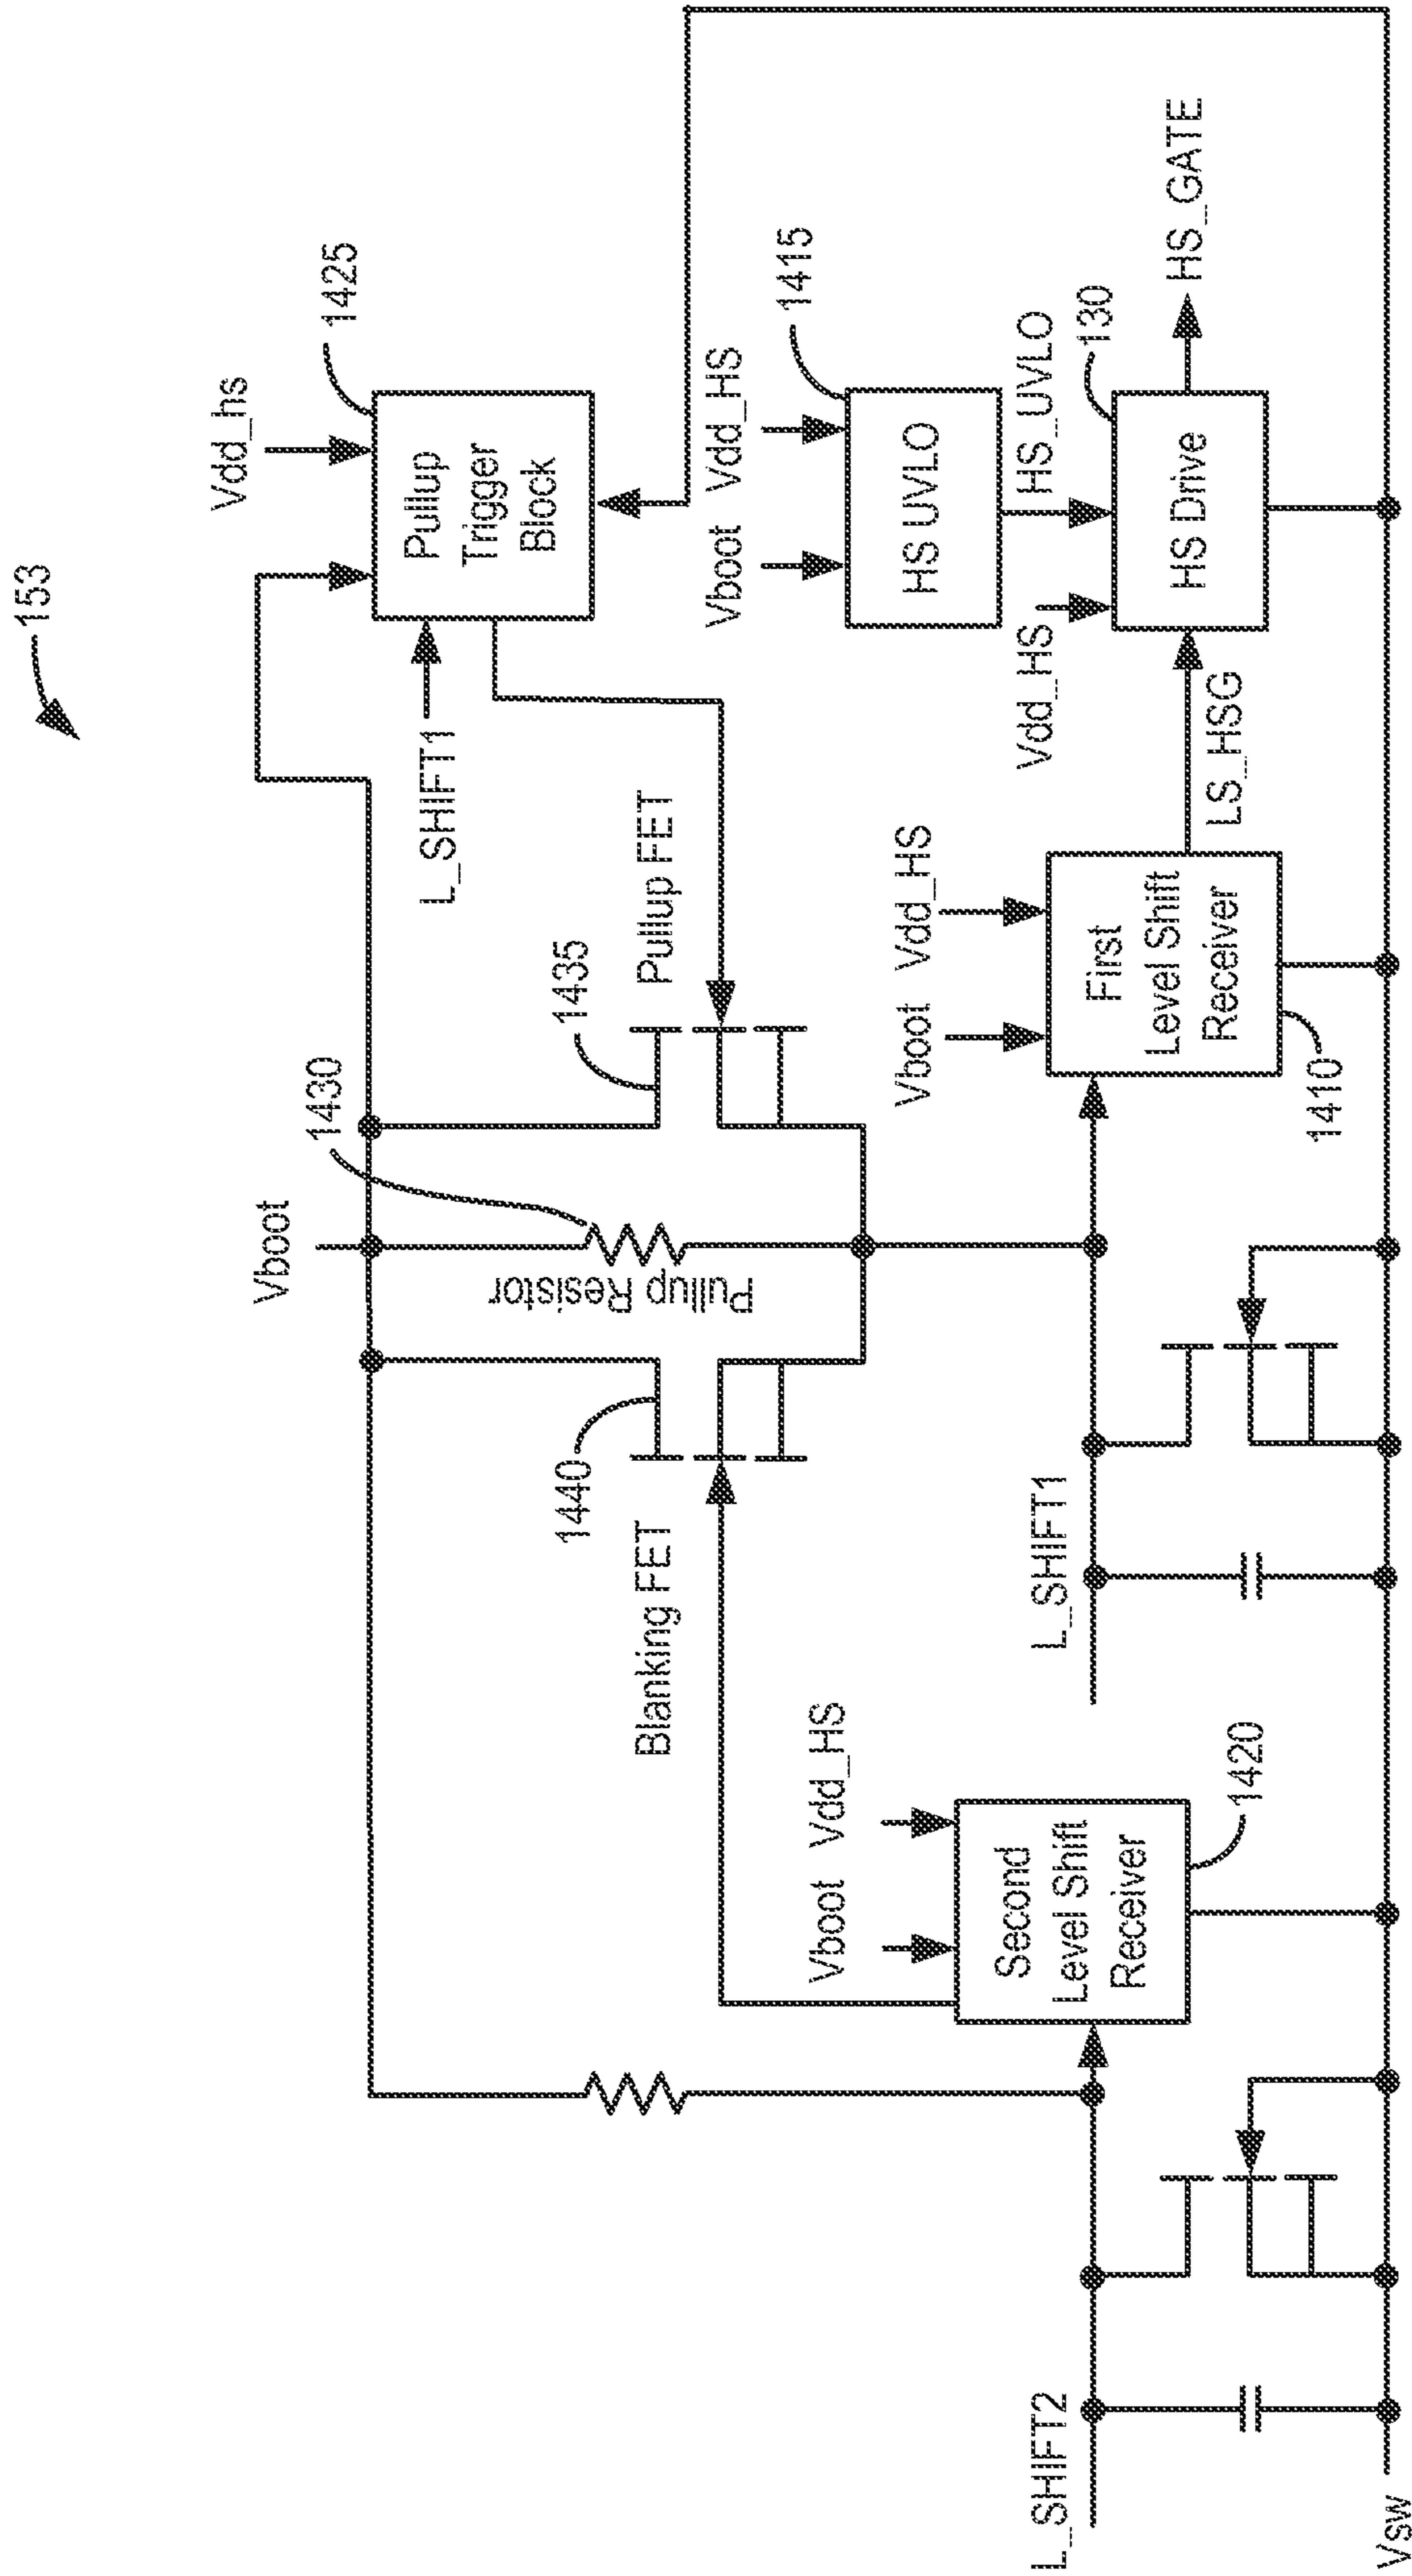 153
Vboot
1430
Pullup Resistor
1440
Blanking FET
1435
Pullup FET
L_SHIFT1
Vdd_hs
1425
Pullup
Trigger
Block
Vboot
Vdd_HS
1415
HS UVLO
HS_UVLO
Vdd_HS
130
HS Drive
HS_GATE
LS_HSG
Vboot
Vdd_HS
First
Level Shift
Receiver
1410
L_SHIFT1
Vboot
Vdd_HS
Second
Level Shift
Receiver
1420
L_SHIFT2
Vsw